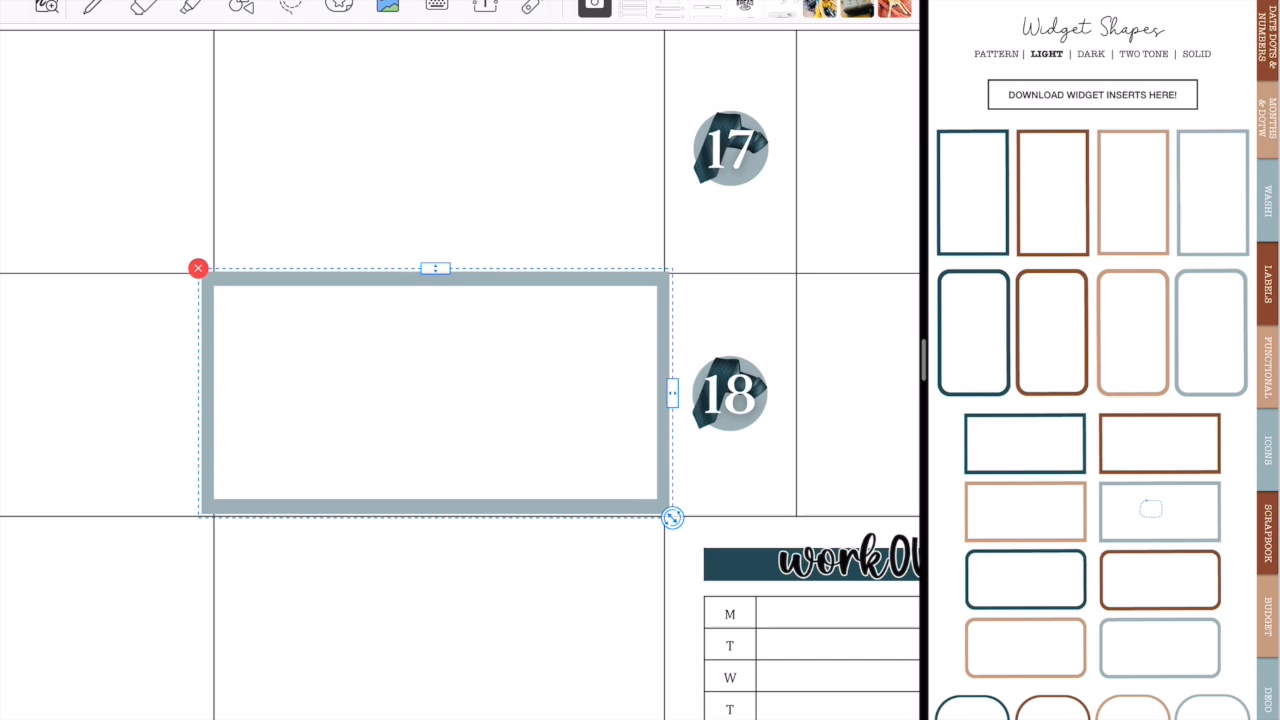 BREAD
17
18
workOU
M
T
W
T
Widget Shapes
PATTERN | LIGHT | DARK | TWO TONE | SOLID
DOWNLOAD WIDGET INSERTS HERE!
DATE DOTS & NUMBERS
MONTHS & DOTW
WASHI
LABELS
FUNCTIONAL
ICONS
SCRAPBOOK
BUDGET
DECO